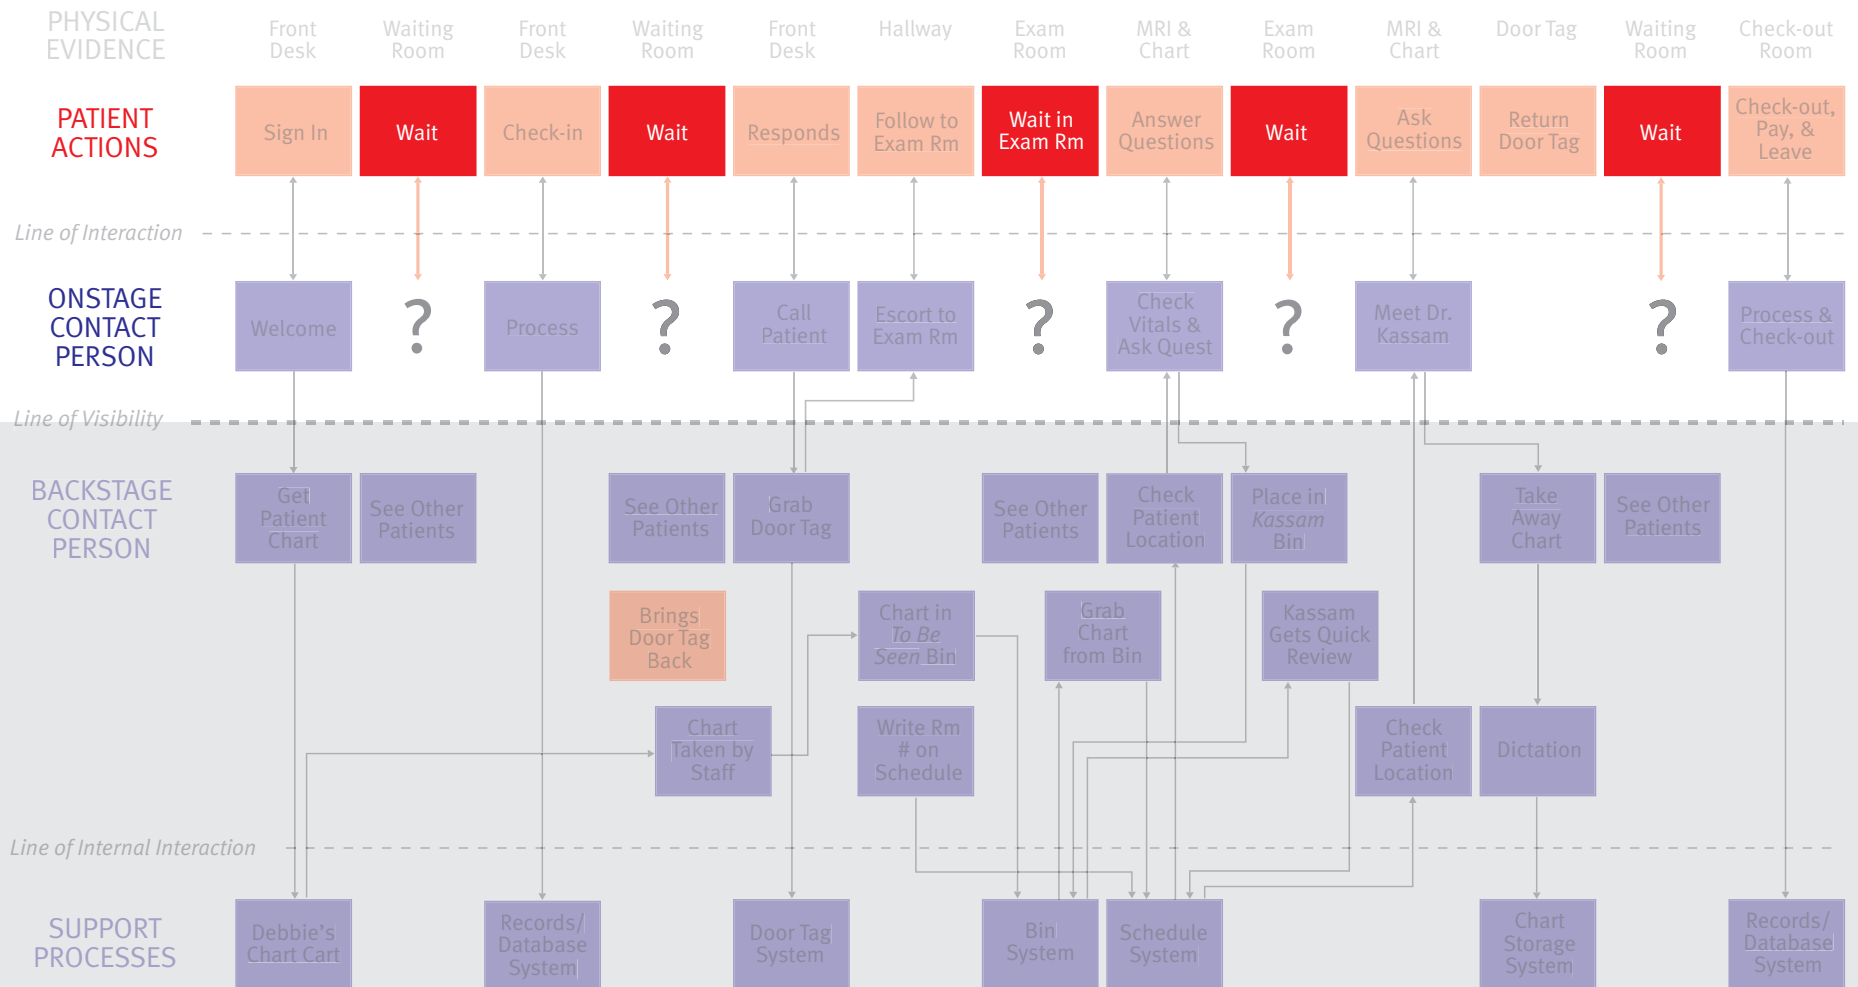 PHYSICAL
EVIDENCE
Front
Desk
Waiting
Room
Front
Desk
Waiting
Room
Front
Desk
Hallway
Exam
Room
MRI &
Chart
Exam
Room
MRI &
Chart
Door Tag
Waiting
Room
Check-out
Room
PATIENT
ACTIONS
Sign In
Wait
Check-in
Wait
Responds
Follow to
Exam Rm
Wait in
Exam Rm
Answer
Questions
Wait
Ask
Questions
Return
Door Tag
Wait
Check-out,
Pay, &
Leave
Line of Interaction
ONSTAGE
CONTACT
PERSON
Welcome
?
Process
?
Call
Patient
Escort to
Exam Rm
?
Check
Vitals &
Ask Quest
?
Meet Dr.
Kassam
?
Process &
Check-out
Line of Visibility
BACKSTAGE
CONTACT
PERSON
Get
Patient
Chart
See Other
Patients
See Other
Patients
Grab
Door Tag
See Other
Patients
Check
Patient
Location
Place in
Kassam
Bin
Take
Away
Chart
See Other
Patients
Brings
Door Tag
Back
Chart in
To Be
Seen Bin
Grab
Chart
from Bin
Kassam
Gets Quick
Review
Chart
Taken by
Staff
Write Rm
# on
Schedule
Check
Patient
Location
Dictation
Line of Internal Interaction
SUPPORT
PROCESSES
Debbie's
Chart Cart
Records/
Database
System
Door Tag
System
Bin
System
Schedule
System
Chart
Storage
System
Records/
Database
System